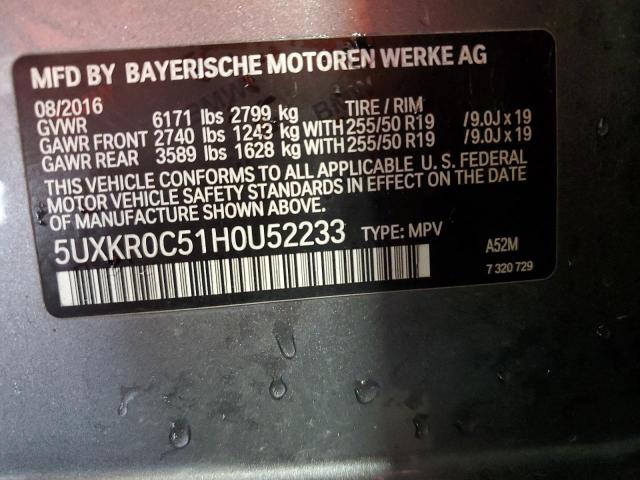 MFD BY BAYERISCHE MOTOREN WERKE AG
08/2016 TIRE / RIM
GVWR 6171 lbs 2799 kg
GAWR FRONT 2740 lbs 1243 kg WITH 255/50 R19 /9.0J x 19
GAWR REAR 3589 lbs 1628 kg WITH 255/50 R19 /9.0J x 19
THIS VEHICLE CONFORMS TO ALL APPLICABLE U. S. FEDERAL
MOTOR VEHICLE SAFETY STANDARDS IN EFFECT ON THE DATE
OF MANUFACTURE SHOWN ABOVE.
5UXKR0C51H0U52233 TYPE: MPV A52M
7 320 729